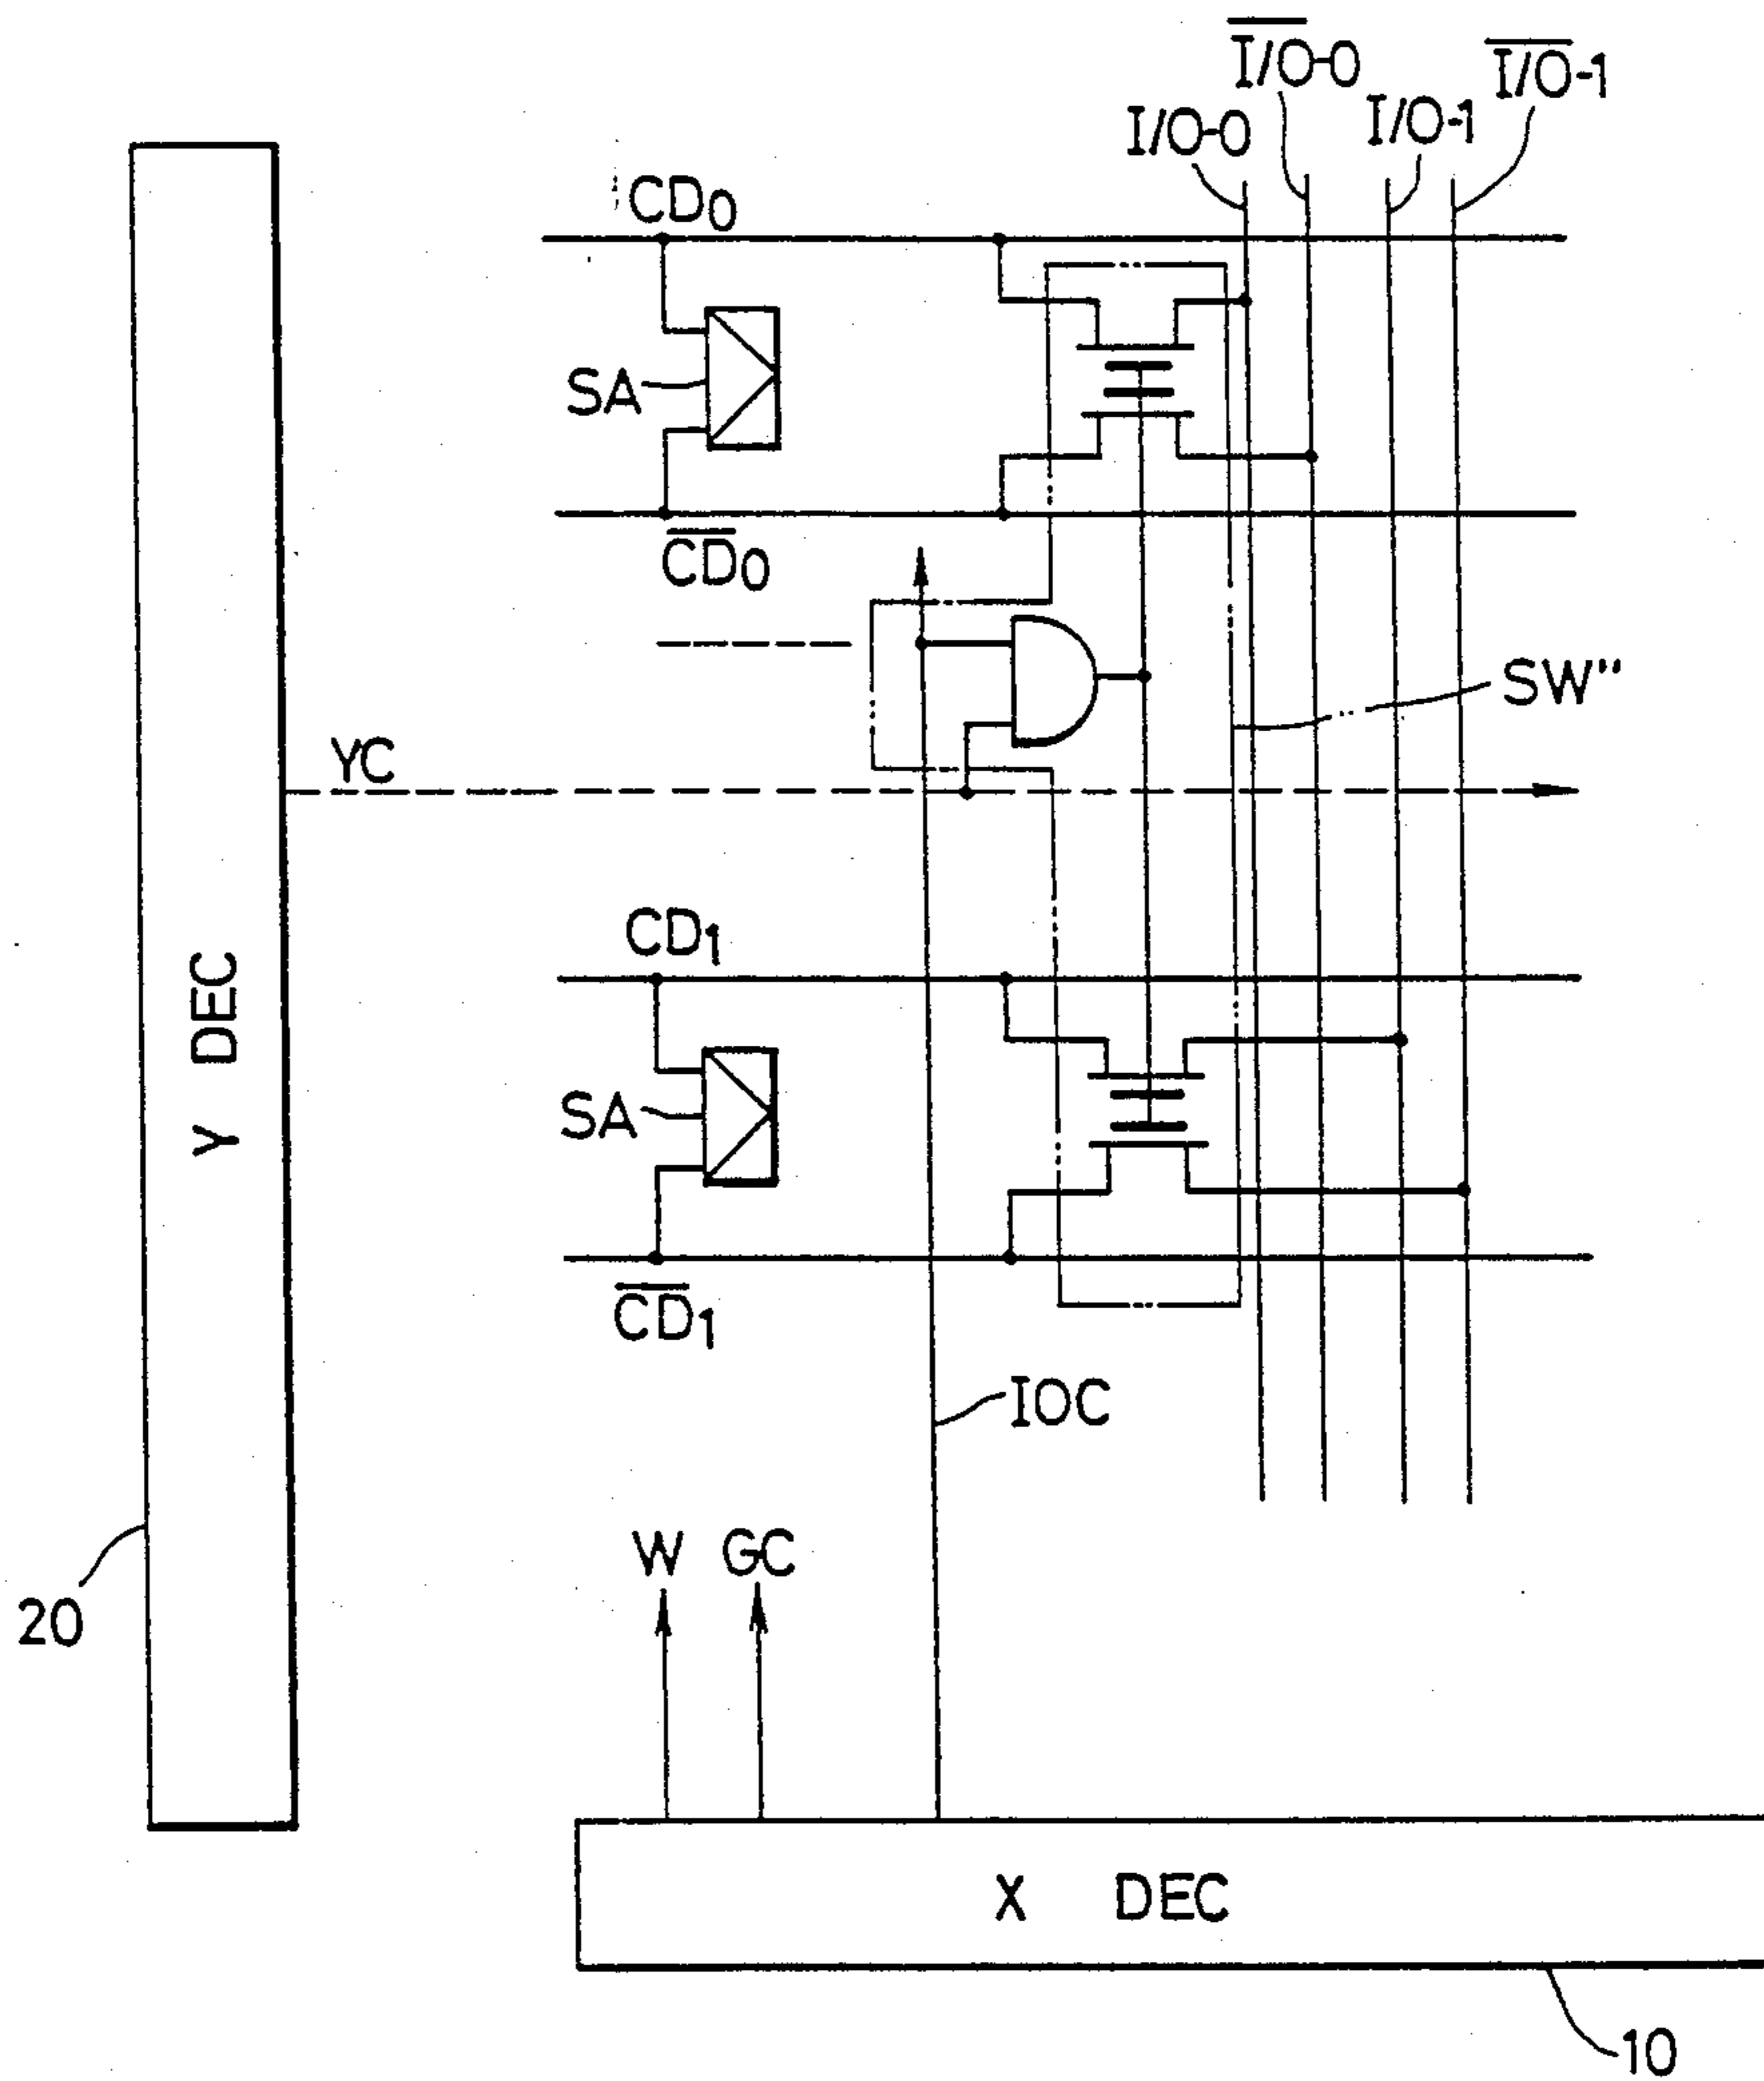 I/O-0
I/O-0
I/O-1
I/O-1
CD0
SA
CD0
SW"
YC
CD1
Y DEC
SA
CD1
IOC
W GC
20
X DEC
10